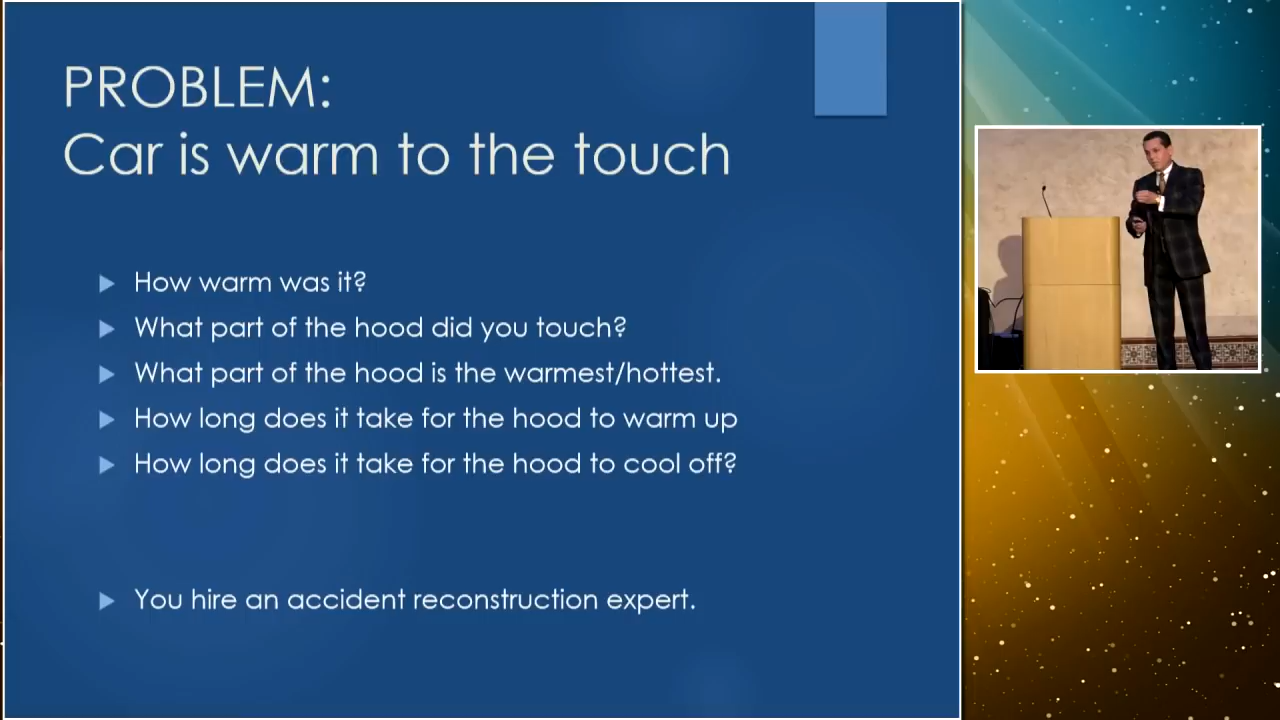 PROBLEM:
Car is warm to the touch
How warm was it?
What part of the hood did you touch?
What part of the hood is the warmest/hottest.
How long does it take for the hood to warm up
How long does it take for the hood to cool off?
You hire an accident reconstruction expert.